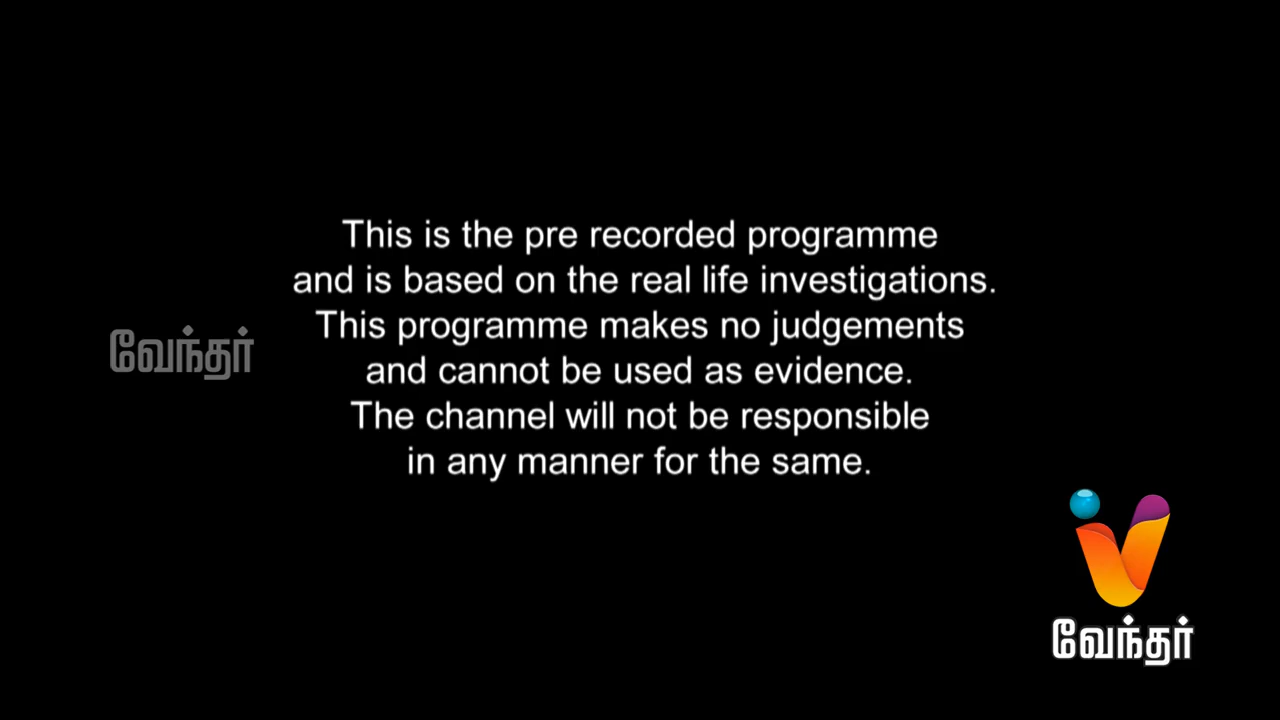 This is the pre recorded programme
and is based on the real life investigations.
This programme makes no judgements
வேந்தர்
and cannot be used as evidence.
The channel will not be responsible
in any manner for the same.
வேந்தர்